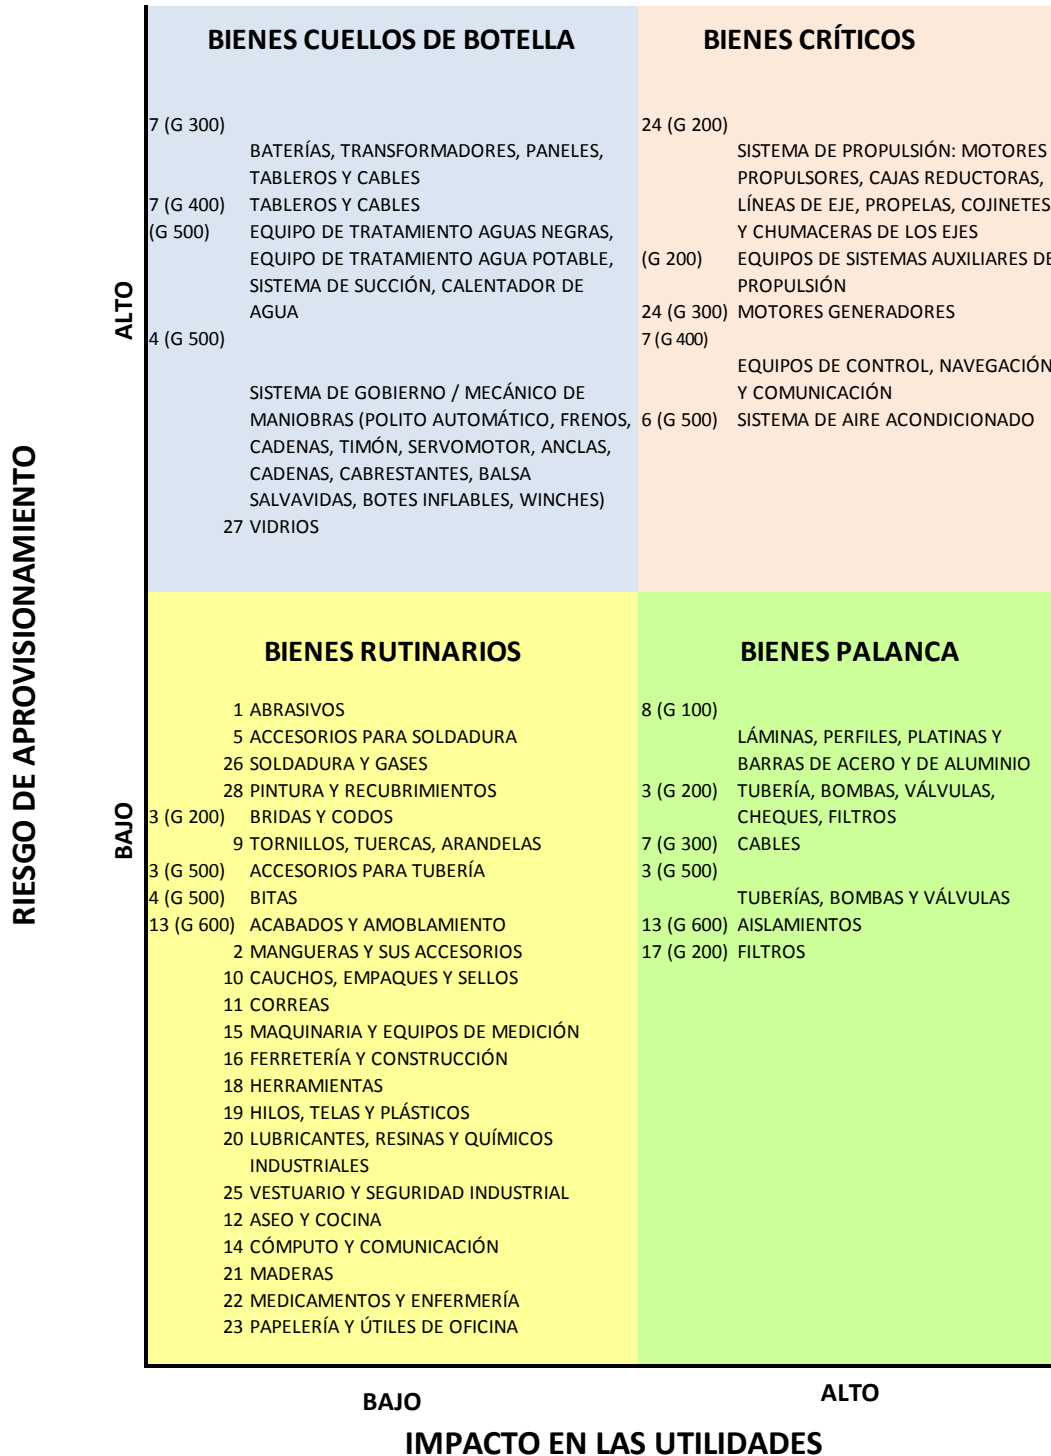 RIESGO DE APROVISIONAMIENTO
ALTO
BIENES CUELLOS DE BOTELLA
7 (G 300)
BATERÍAS, TRANSFORMADORES, PANELES,
TABLEROS Y CABLES
7 (G 400) TABLEROS Y CABLES
(G 500) EQUIPO DE TRATAMIENTO AGUAS NEGRAS,
EQUIPO DE TRATAMIENTO AGUA POTABLE,
SISTEMA DE SUCCIÓN, CALENTADOR DE
AGUA
4 (G 500)
SISTEMA DE GOBIERNO / MECÁNICO DE
MANIOBRAS (POLITO AUTOMÁTICO, FRENOS,
CADENAS, TIMÓN, SERVOMOTOR, ANCLAS,
CADENAS, CABRESTANTES, BALSA
SALVAVIDAS, BOTES INFLABLES, WINCHES)
27 VIDRIOS
BIENES CRÍTICOS
24 (G 200)
SISTEMA DE PROPULSIÓN: MOTORES
PROPULSORES, CAJAS REDUCTORAS,
LÍNEAS DE EJE, PROPELAS, COJINETES
Y CHUMACERAS DE LOS EJES
(G 200) EQUIPOS DE SISTEMAS AUXILIARES DE
PROPULSIÓN
24 (G 300) MOTORES GENERADORES
7 (G 400)
EQUIPOS DE CONTROL, NAVEGACIÓN
Y COMUNICACIÓN
6 (G 500) SISTEMA DE AIRE ACONDICIONADO
BAJO
BIENES RUTINARIOS
1 ABRASIVOS
5 ACCESORIOS PARA SOLDADURA
26 SOLDADURA Y GASES
28 PINTURA Y RECUBRIMIENTOS
3 (G 200) BRIDAS Y CODOS
9 TORNILLOS, TUERCAS, ARANDELAS
3 (G 500) ACCESORIOS PARA TUBERÍA
4 (G 500) BITAS
13 (G 600) ACABADOS Y AMOBLAMIENTO
2 MANGUERAS Y SUS ACCESORIOS
10 CAUCHOS, EMPAQUES Y SELLOS
11 CORREAS
15 MAQUINARIA Y EQUIPOS DE MEDICIÓN
16 FERRETERÍA Y CONSTRUCCIÓN
18 HERRAMIENTAS
19 HILOS, TELAS Y PLÁSTICOS
20 LUBRICANTES, RESINAS Y QUÍMICOS
INDUSTRIALES
25 VESTUARIO Y SEGURIDAD INDUSTRIAL
12 ASEO Y COCINA
14 CÓMPUTO Y COMUNICACIÓN
21 MADERAS
22 MEDICAMENTOS Y ENFERMERÍA
23 PAPELERÍA Y ÚTILES DE OFICINA
BIENES PALANCA
8 (G 100)
LÁMINAS, PERFILES, PLATINAS Y
BARRAS DE ACERO Y DE ALUMINIO
3 (G 200) TUBERÍA, BOMBAS, VÁLVULAS,
CHEQUES, FILTROS
7 (G 300) CABLES
3 (G 500)
TUBERÍAS, BOMBAS Y VÁLVULAS
13 (G 600) AISLAMIENTOS
17 (G 200) FILTROS
BAJO
ALTO
IMPACTO EN LAS UTILIDADES